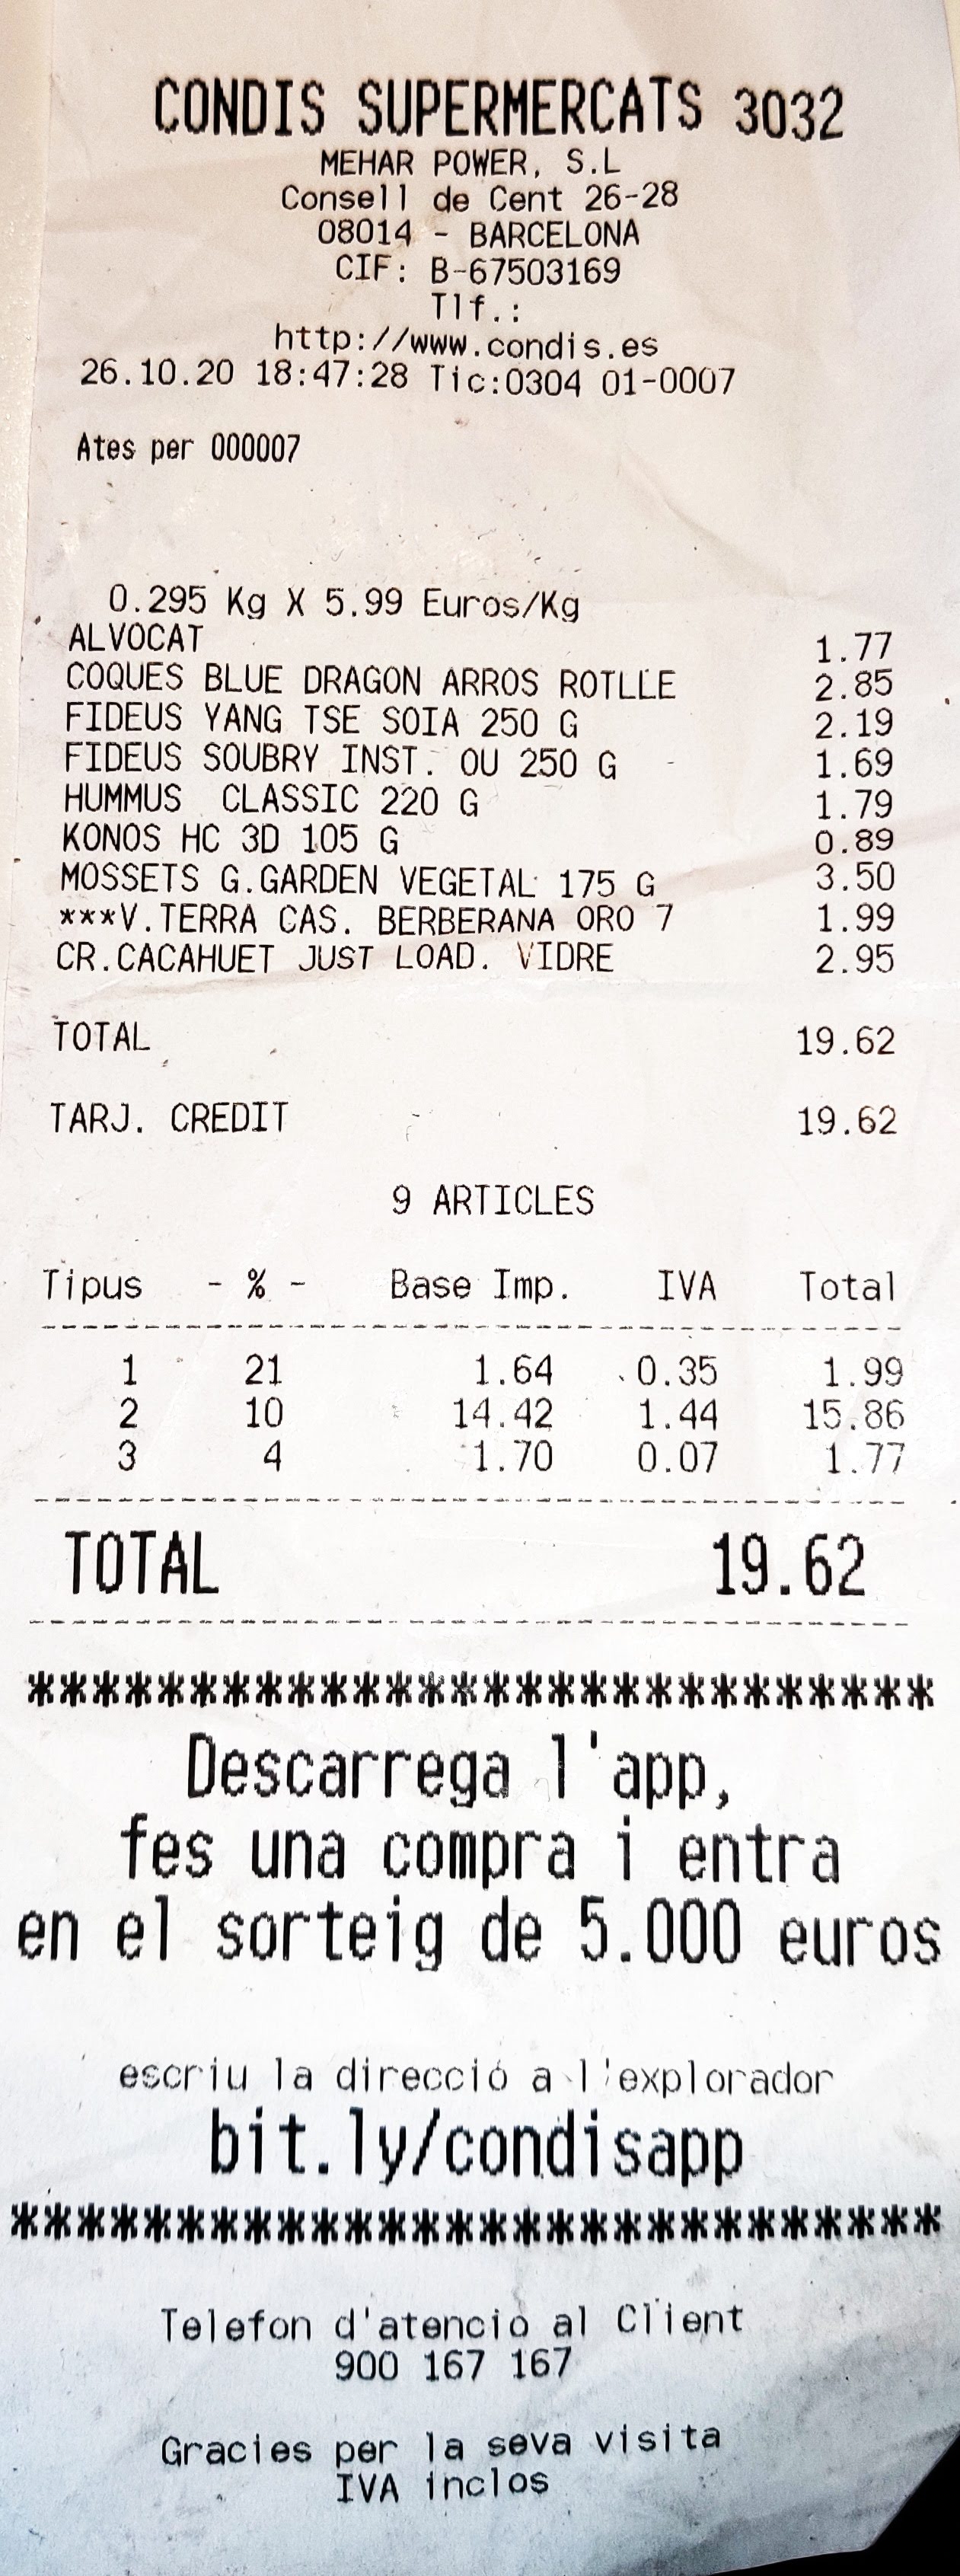 CONDIS SUPERMERCATS 3032
MEHAR POWER, S.L
Consell de Cent 26-28
08014 - BARCELONA
CIF: B-67503169
Tlf.:
http://www.condis.es
26.10.20 18:47:28 Tic:0304 01-0007
Ates per 000007
0.295 Kg X 5.99 Euros/Kg
ALVOCAT 1.77
COQUES BLUE DRAGON ARROS ROTLLE 2.85
FIDEUS YANG TSE SOIA 250 G 2.19
FIDEUS SOUBRY INST. OU 250 G 1.69
HUMMUS CLASSIC 220 G 1.79
KONOS HC 3D 105 G 0.89
MOSSETS G.GARDEN VEGETAL 175 G 3.50
***V.TERRA CAS. BERBERANA ORO 7 1.99
CR.CACAHUET JUST LOAD. VIDRE 2.95
TOTAL 19.62
TARJ. CREDIT 19.62
9 ARTICLES
Tipus - % - Base Imp. IVA Total
1 21 1.64 0.35 1.99
2 10 14.42 1.44 15.86
3 4 1.70 0.07 1.77
TOTAL 19.62
****************************
Descarrega l'app,
fes una compra i entra
en el sorteig de 5.000 euros
escriu la direcció a l'explorador
bit.ly/condisapp
****************************
Telefon d'atencio al Client
900 167 167
Gracies per la seva visita
IVA inclos